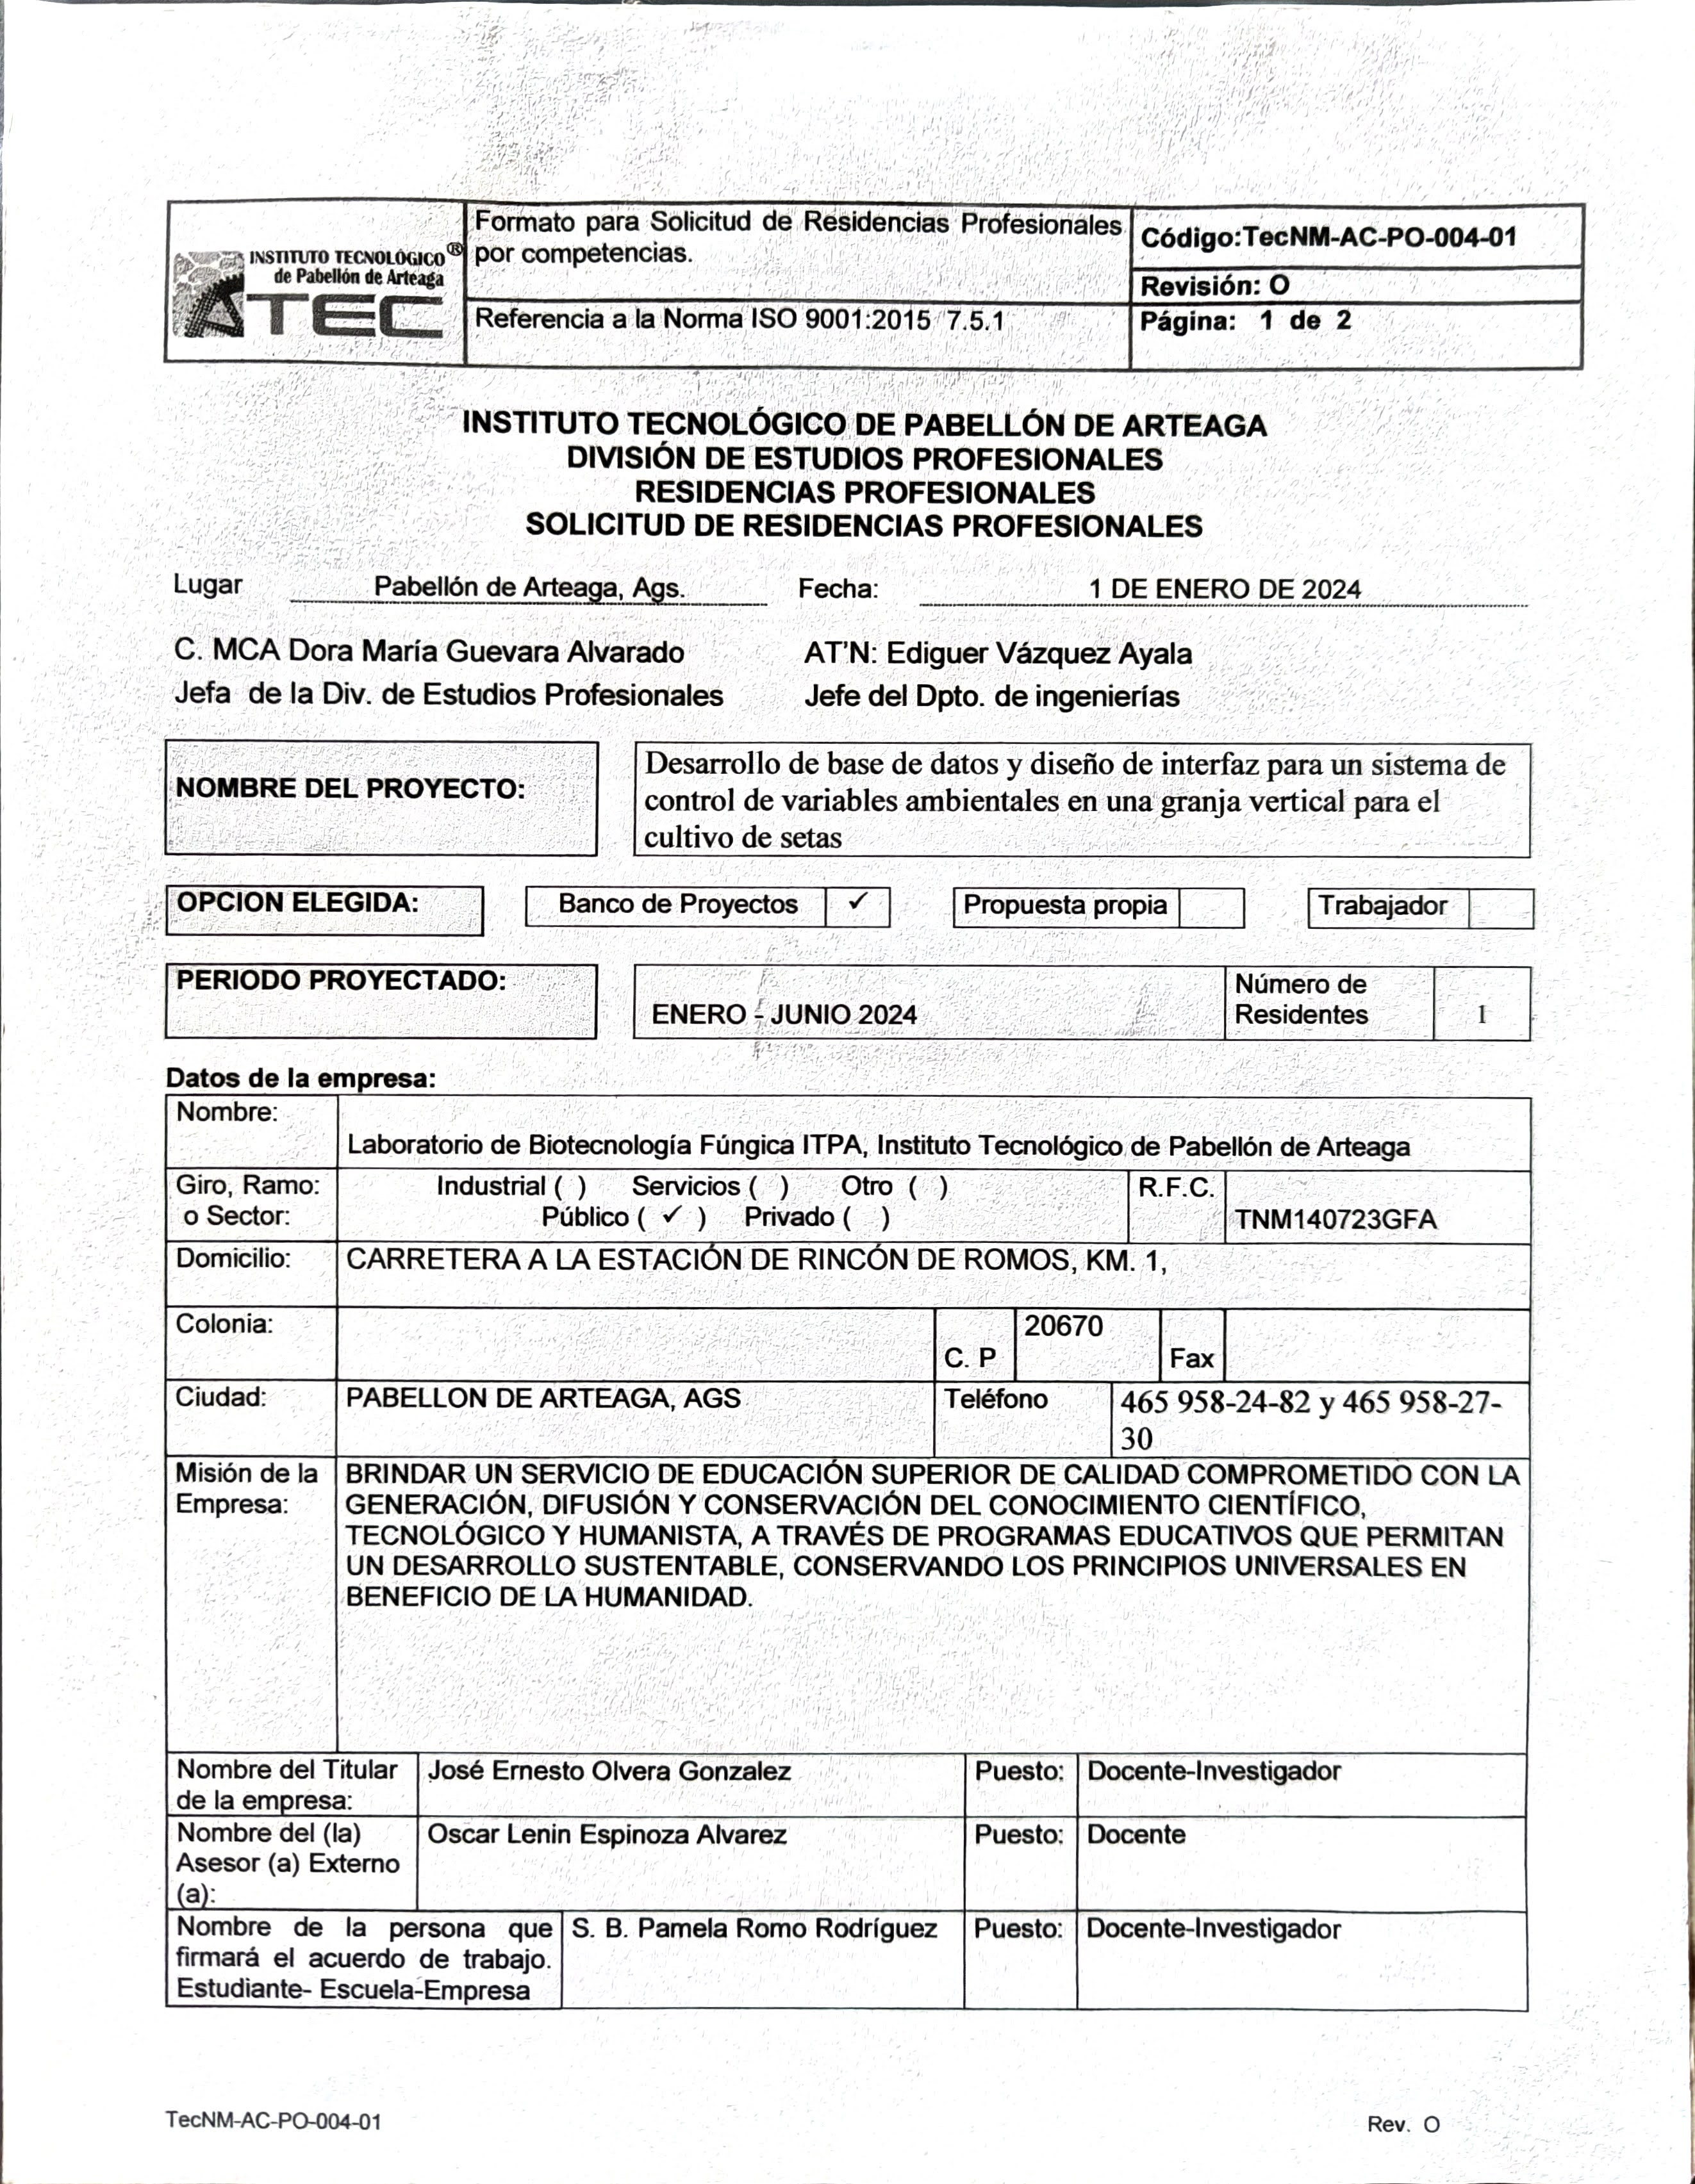 INSTITUTO TECNOLÓGICO®
de Pabellón de Arteaga
ATEC
Formato para Solicitud de Residencias Profesionales
por competencias.
Referencia a la Norma ISO 9001:2015 7.5.1
Código:TecNM-AC-PO-004-01
Revisión: O
Página: 1 de 2
INSTITUTO TECNOLÓGICO DE PABELLÓN DE ARTEAGA
DIVISIÓN DE ESTUDIOS PROFESIONALES
RESIDENCIAS PROFESIONALES
SOLICITUD DE RESIDENCIAS PROFESIONALES
Lugar Pabellón de Arteaga, Ags. Fecha: 1 DE ENERO DE 2024
C. MCA Dora María Guevara Alvarado AT'N: Ediguer Vázquez Ayala
Jefa de la Div. de Estudios Profesionales Jefe del Dpto. de ingenierías
NOMBRE DEL PROYECTO:
Desarrollo de base de datos y diseño de interfaz para un sistema de
control de variables ambientales en una granja vertical para el
cultivo de setas
OPCION ELEGIDA: Banco de Proyectos ✓ Propuesta propia Trabajador
PERIODO PROYECTADO:
ENERO - JUNIO 2024
Número de
Residentes
1
Datos de la empresa:
Nombre:
Laboratorio de Biotecnología Fúngica ITPA, Instituto Tecnológico de Pabellón de Arteaga
Giro, Ramo:
o Sector:
Industrial ( ) Servicios ( ) Otro ( )
Público ( ✓ ) Privado ( )
R.F.C.
TNM140723GFA
Domicilio: CARRETERA A LA ESTACIÓN DE RINCÓN DE ROMOS, KM. 1,
Colonia:
C. P
20670
Fax
Ciudad: PABELLON DE ARTEAGA, AGS
Teléfono
465 958-24-82 y 465 958-27-
30
Misión de la
Empresa:
BRINDAR UN SERVICIO DE EDUCACIÓN SUPERIOR DE CALIDAD COMPROMETIDO CON LA
GENERACIÓN, DIFUSIÓN Y CONSERVACIÓN DEL CONOCIMIENTO CIENTÍFICO,
TECNOLÓGICO Y HUMANISTA, A TRAVÉS DE PROGRAMAS EDUCATIVOS QUE PERMITAN
UN DESARROLLO SUSTENTABLE, CONSERVANDO LOS PRINCIPIOS UNIVERSALES EN
BENEFICIO DE LA HUMANIDAD.
Nombre del Titular
de la empresa:
José Ernesto Olvera Gonzalez
Puesto: Docente-Investigador
Nombre del (la)
Asesor (a) Externo
(a):
Oscar Lenin Espinoza Alvarez
Puesto: Docente
Nombre de la persona que
firmará el acuerdo de trabajo.
Estudiante- Escuela-Empresa
S. B. Pamela Romo Rodríguez
Puesto: Docente-Investigador
TecNM-AC-PO-004-01 Rev. O